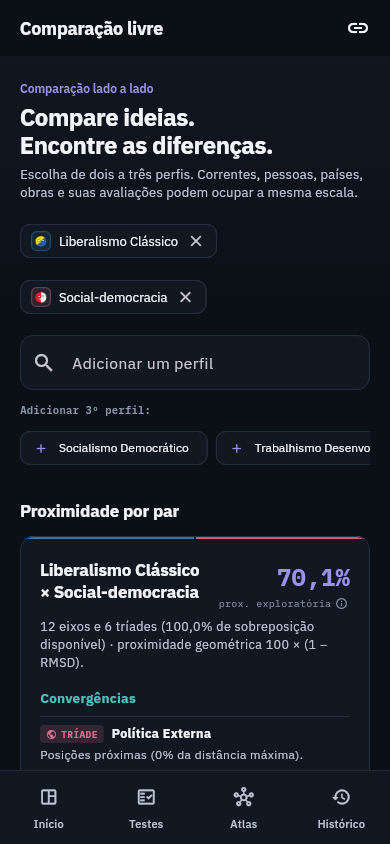 Comparação livre
Comparação lado a lado
Compare ideias.
Encontre as diferenças.
Escolha de dois a três perfis. Correntes, pessoas, países,
obras e suas avaliações podem ocupar a mesma escala.
Liberalismo Clássico
Social-democracia
Adicionar um perfil
Adicionar 3º perfil:
+ Socialismo Democrático
+ Trabalhismo Desenvo
Proximidade por par
Liberalismo Clássico
× Social-democracia
70,1%
prox. exploratória
12 eixos e 6 tríades (100,0% de sobreposição
disponível) · proximidade geométrica 100 × (1 −
RMSD).
Convergências
TRÍADE Política Externa
Posições próximas (0% da distância máxima).
Início
Testes
Atlas
Histórico